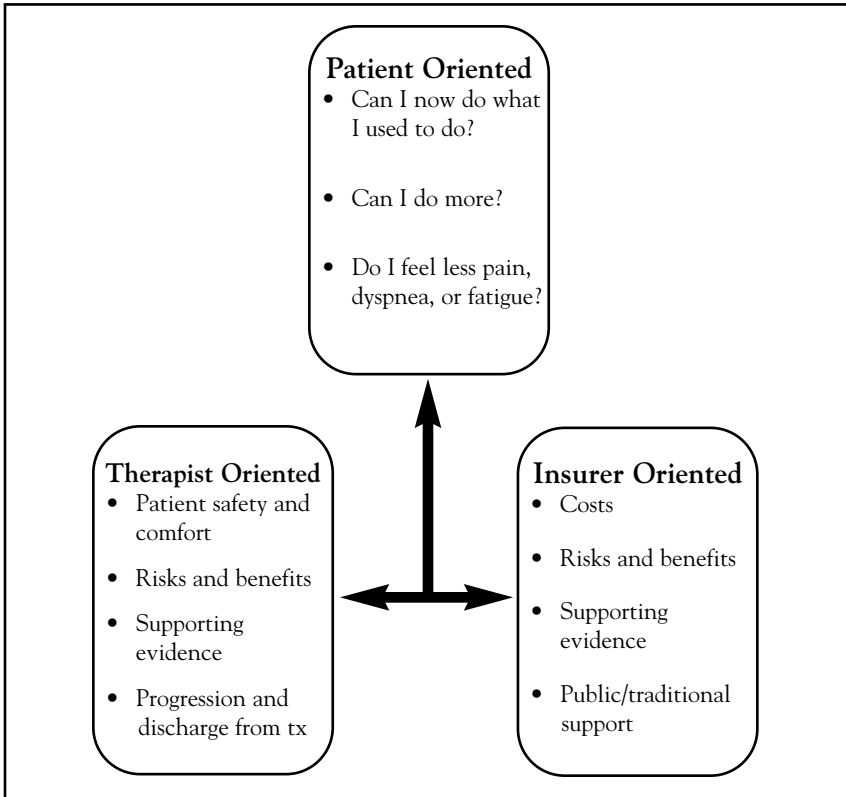 Patient Oriented
• Can I now do what
I used to do?
• Can I do more?
• Do I feel less pain,
dyspnea, or fatigue?
Therapist Oriented
• Patient safety and
comfort
• Risks and benefits
• Supporting
evidence
• Progression and
discharge from tx
Insurer Oriented
• Costs
• Risks and benefits
• Supporting
evidence
• Public/traditional
support